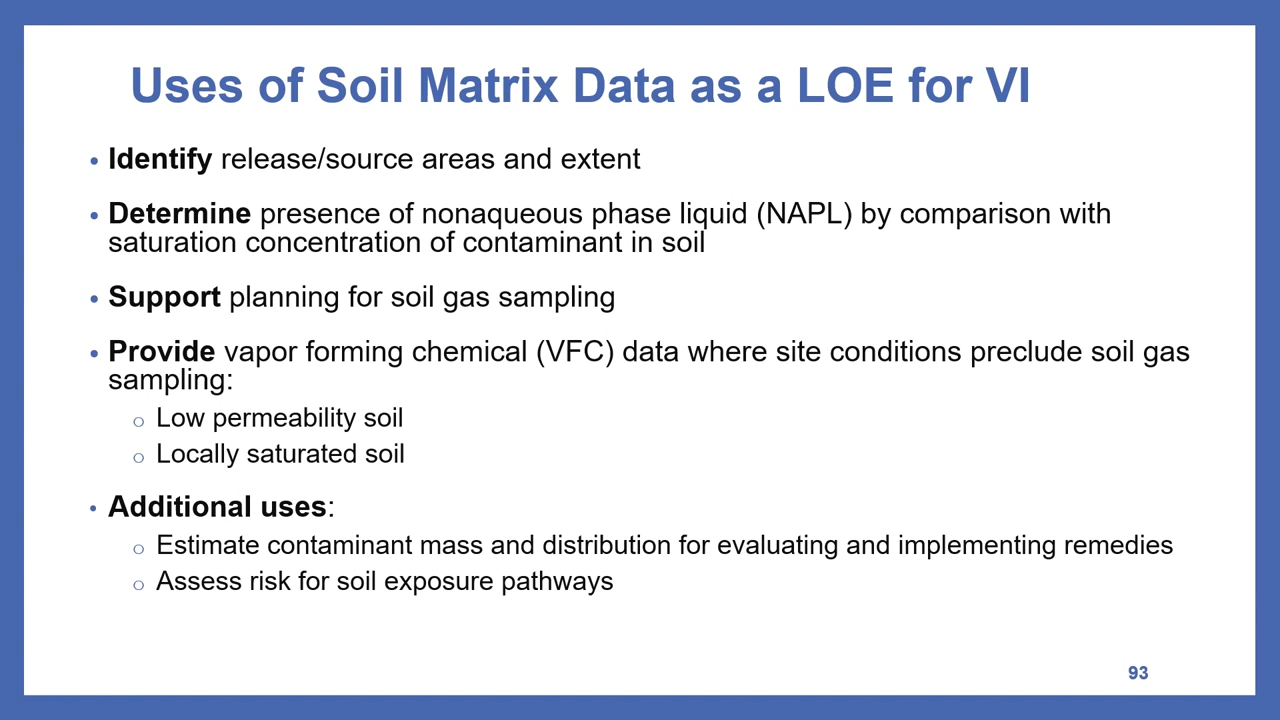 Uses of Soil Matrix Data as a LOE for VI
• Identify release/source areas and extent
• Determine presence of nonaqueous phase liquid (NAPL) by comparison with
saturation concentration of contaminant in soil
• Support planning for soil gas sampling
• Provide vapor forming chemical (VFC) data where site conditions preclude soil gas
sampling:
○ Low permeability soil
○ Locally saturated soil
• Additional uses:
○ Estimate contaminant mass and distribution for evaluating and implementing remedies
○ Assess risk for soil exposure pathways
93